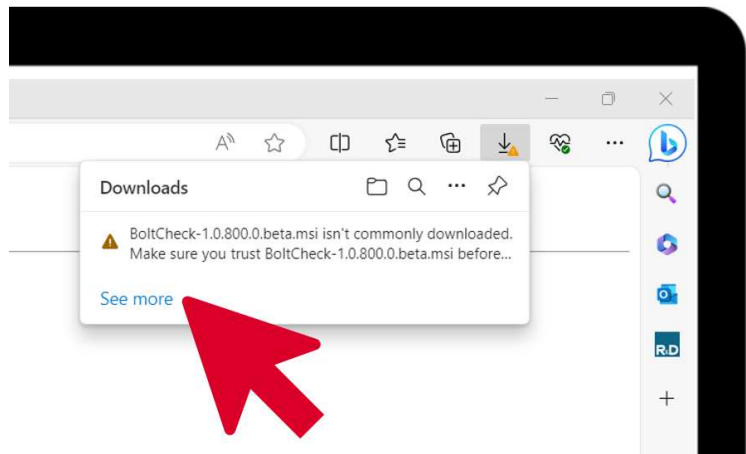 Downloads
BoltCheck-1.0.800.0.beta.msi isn't commonly downloaded.
Make sure you trust BoltCheck-1.0.800.0.beta.msi before...
See more
R&D